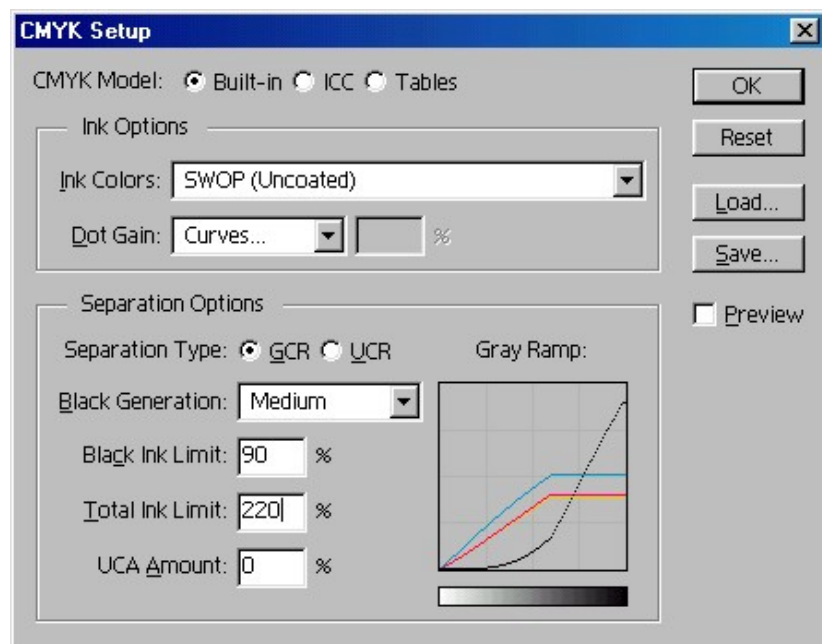 CMYK Setup
CMYK Model: Built-in ICC Tables
OK
Reset
Load...
Save...
Preview
Ink Options
Ink Colors: SWOP (Uncoated)
Dot Gain: Curves... %
Separation Options
Separation Type: GCR UCR
Gray Ramp:
Black Generation: Medium
Black Ink Limit: 90 %
Total Ink Limit: 220 %
UCA Amount: 0 %